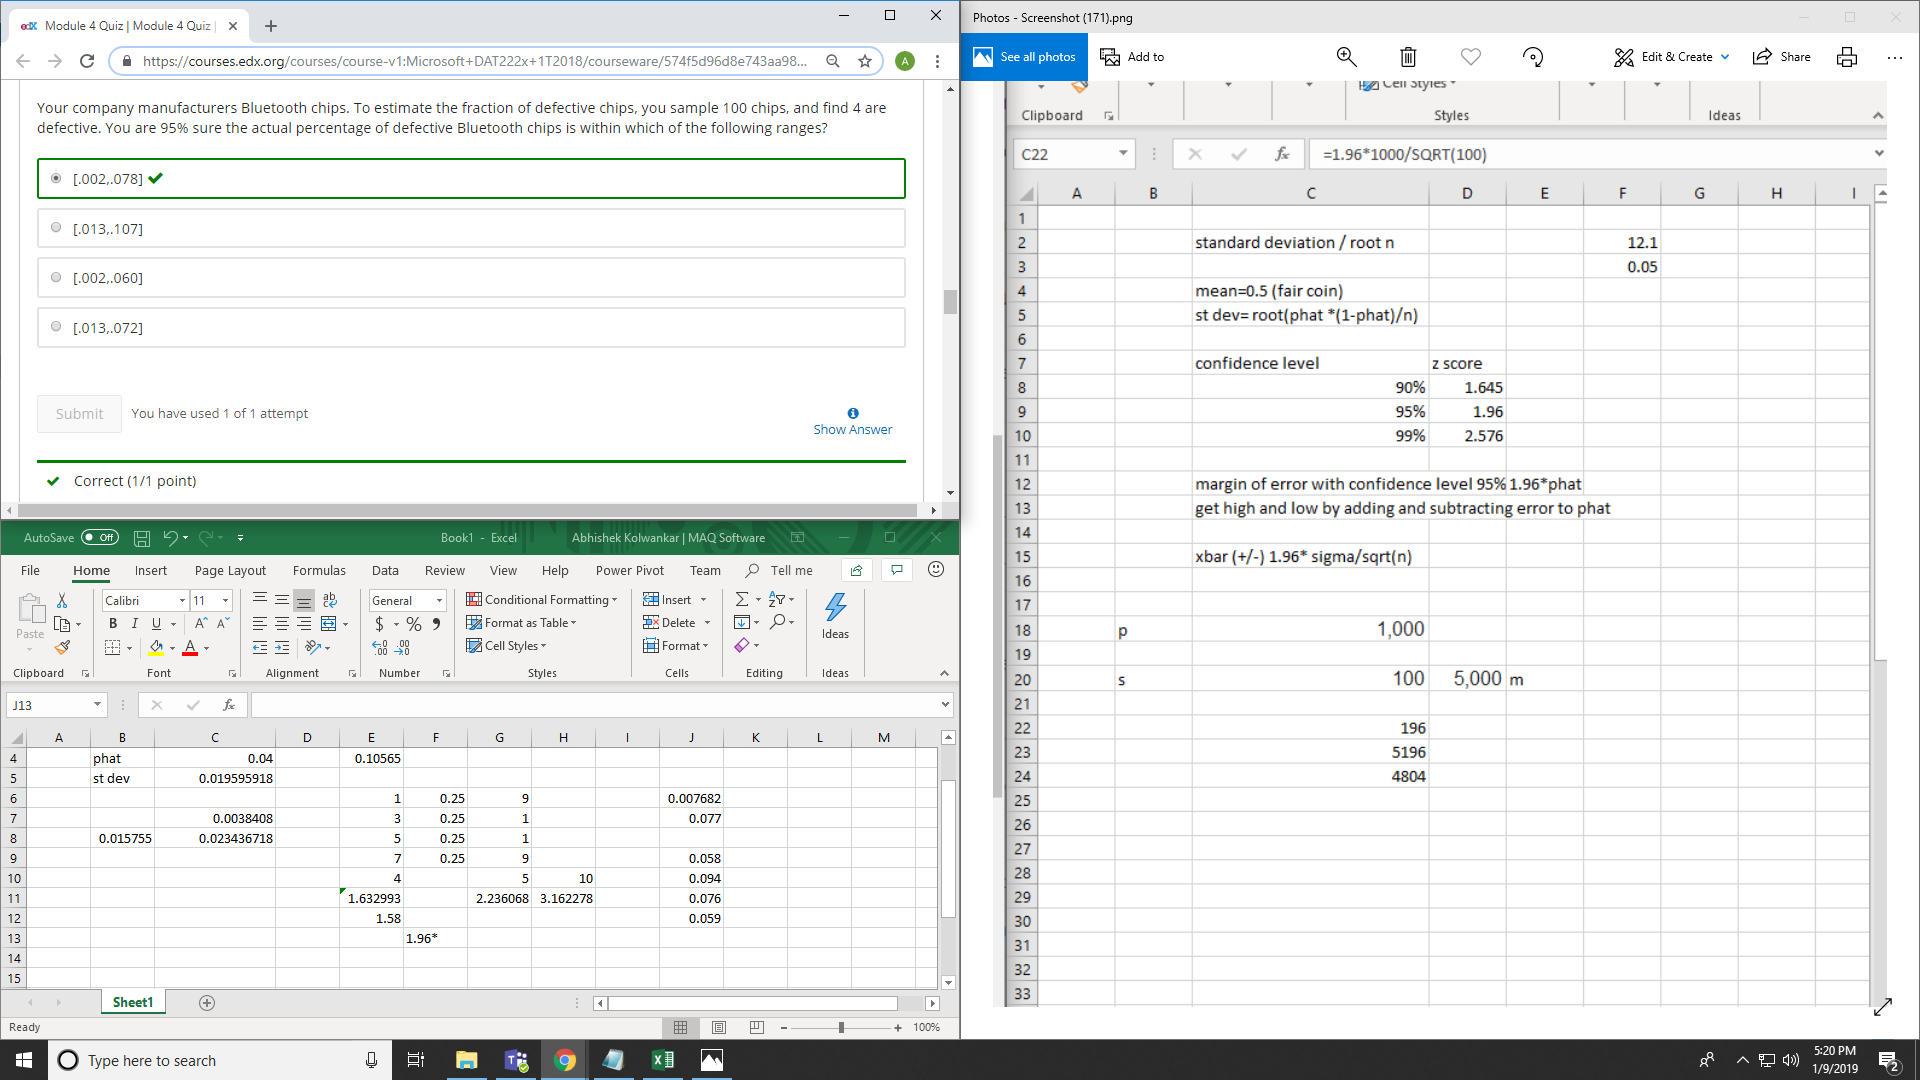 edX Module 4 Quiz | Module 4 Quiz |
https://courses.edx.org/courses/course-v1:Microsoft+DAT222x+1T2018/courseware/574f5d96d8e743aa98...
A
Your company manufacturers Bluetooth chips. To estimate the fraction of defective chips, you sample 100 chips, and find 4 are
defective. You are 95% sure the actual percentage of defective Bluetooth chips is within which of the following ranges?
[.002,.078]
[.013,.107]
[.002,.060]
[.013,.072]
Submit You have used 1 of 1 attempt
Show Answer
Correct (1/1 point)
AutoSave Off Book1 - Excel Abhishek Kolwankar | MAQ Software
File Home Insert Page Layout Formulas Data Review View Help Power Pivot Team Tell me
Calibri 11 General Conditional Formatting Insert
Paste B I U A A $ % Format as Table Delete Ideas
A Cell Styles Format
Clipboard Font Alignment Number Styles Cells Editing Ideas
J13 fx
A B C D E F G H I J K L M
4 phat 0.04 0.10565
5 st dev 0.019595918
6 1 0.25 9 0.007682
7 0.0038408 3 0.25 1 0.077
8 0.015755 0.023436718 5 0.25 1
9 7 0.25 9 0.058
10 4 5 10 0.094
11 1.632993 2.236068 3.162278 0.076
12 1.58 0.059
13 1.96*
14
15
Sheet1
Ready 100%
Photos - Screenshot (171).png
See all photos Add to Edit & Create Share
Cell Styles
Clipboard Styles Ideas
C22 fx =1.96*1000/SQRT(100)
A B C D E F G H I
1
2 standard deviation / root n 12.1
3 0.05
4 mean=0.5 (fair coin)
5 st dev= root(phat *(1-phat)/n)
6
7 confidence level z score
8 90% 1.645
9 95% 1.96
10 99% 2.576
11
12 margin of error with confidence level 95% 1.96*phat
13 get high and low by adding and subtracting error to phat
14
15 xbar (+/-) 1.96* sigma/sqrt(n)
16
17
18 p 1,000
19
20 s 100 5,000 m
21
22 196
23 5196
24 4804
25
26
27
28
29
30
31
32
33
Type here to search
5:20 PM
1/9/2019
2